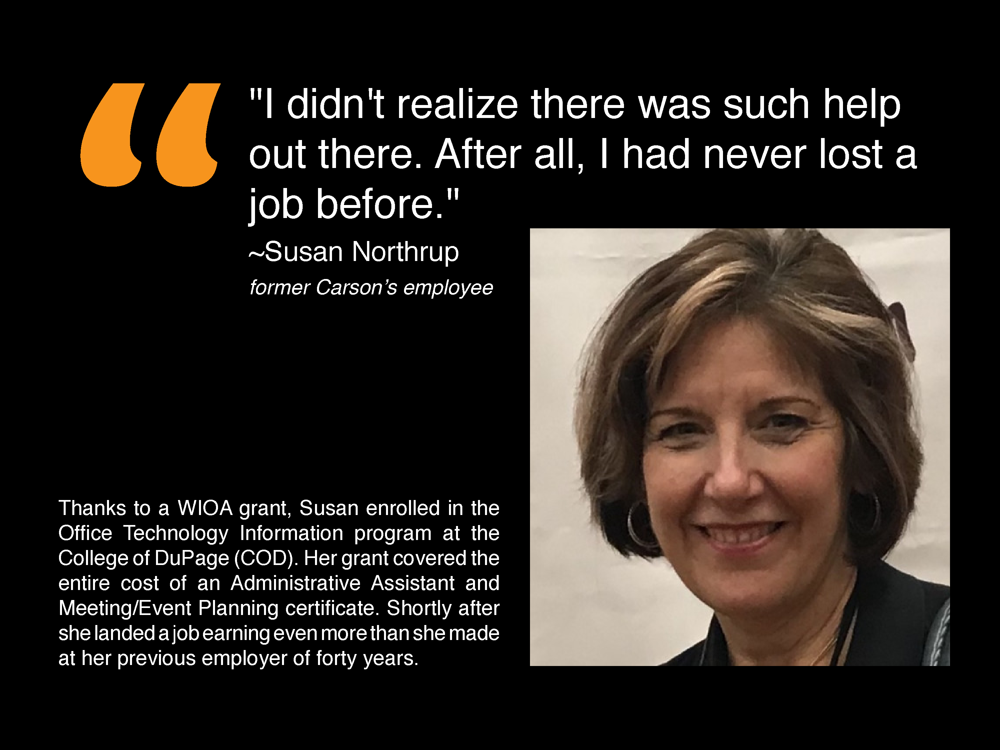 "I didn't realize there was such help
out there. After all, I had never lost a
job before."
~Susan Northrup
former Carson’s employee
Thanks to a WIOA grant, Susan enrolled in the
Office Technology Information program at the
College of DuPage (COD). Her grant covered the
entire cost of an Administrative Assistant and
Meeting/Event Planning certificate. Shortly after
she landed a job earning even more than she made
at her previous employer of forty years.